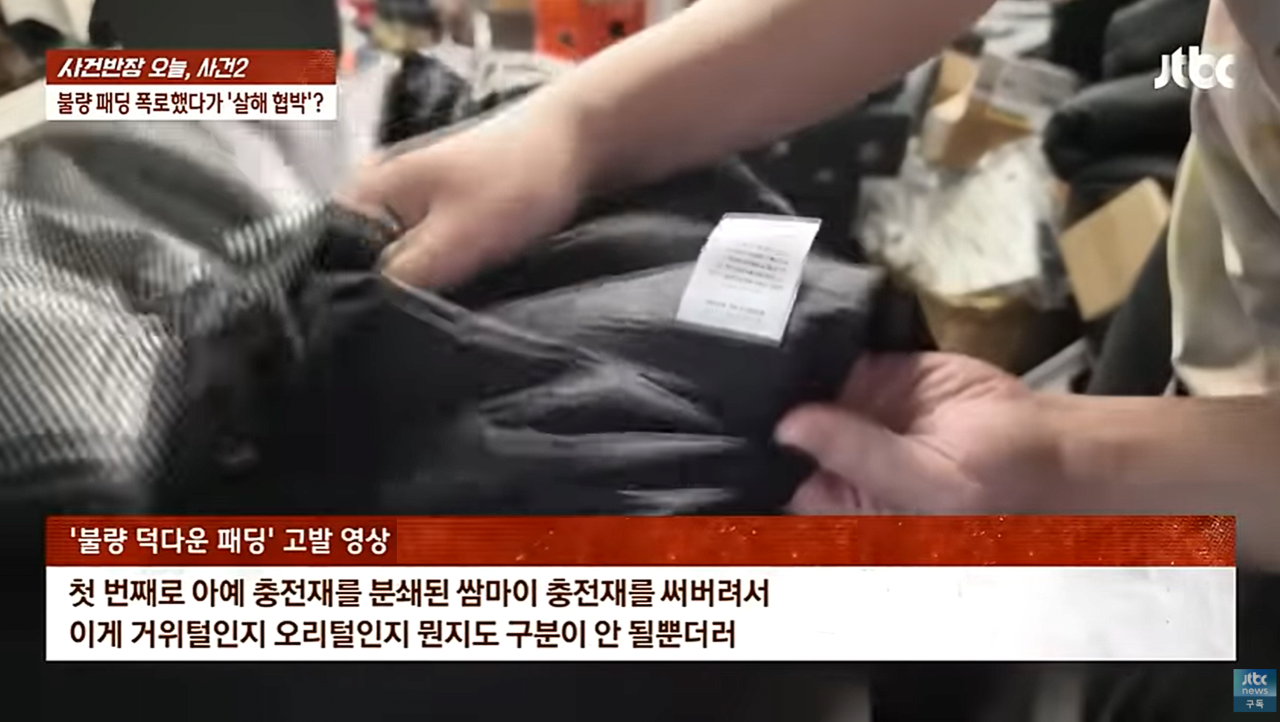 사건반장 오늘, 사건2
jtbc
불량 패딩 폭로했다가 '살해 협박'?
'불량 덕다운 패딩' 고발 영상
첫 번째로 아예 충전재를 분쇄된 쌈마이 충전재를 써버려서
이게 거위털인지 오리털인지 뭔지도 구분이 안 될뿐더러
jtbc
news
구독